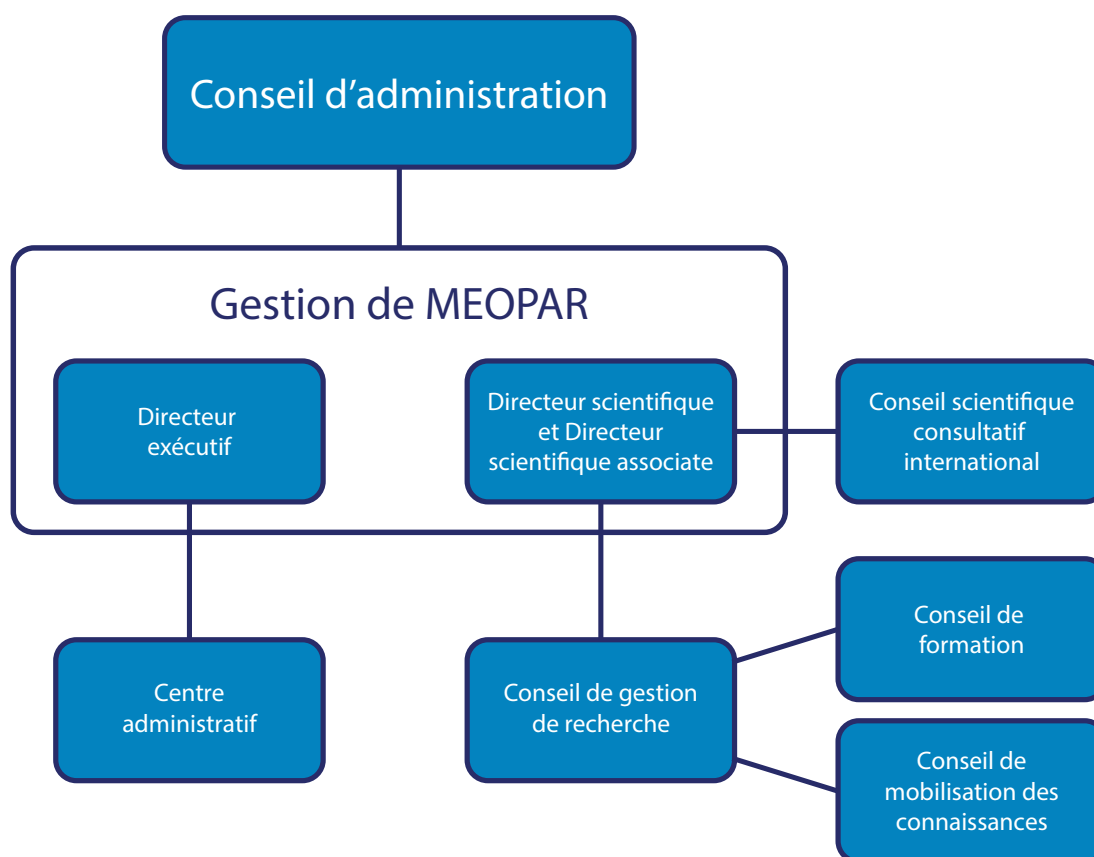 Conseil d’administration
Gestion de MEOPAR
Directeur
exécutif
Directeur scientifique
et Directeur
scientifique associate
Conseil scientifique
consultatif
international
Centre
administratif
Conseil de gestion
de recherche
Conseil de
formation
Conseil de
mobilisation des
connaissances